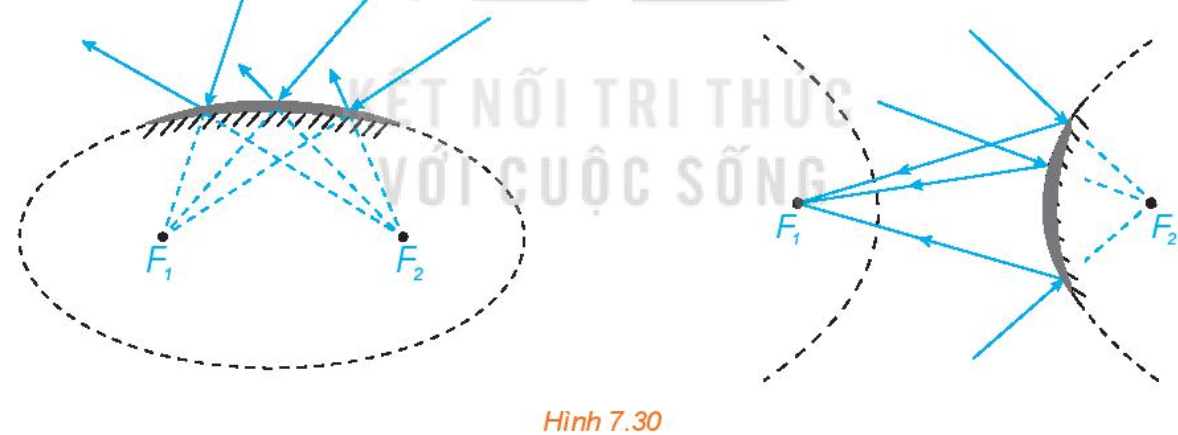 KẾT NỐI TRI THỨC
VỚI CUỘC SỐNG
F₁
F₂
F₁
F₂
Hình 7.30